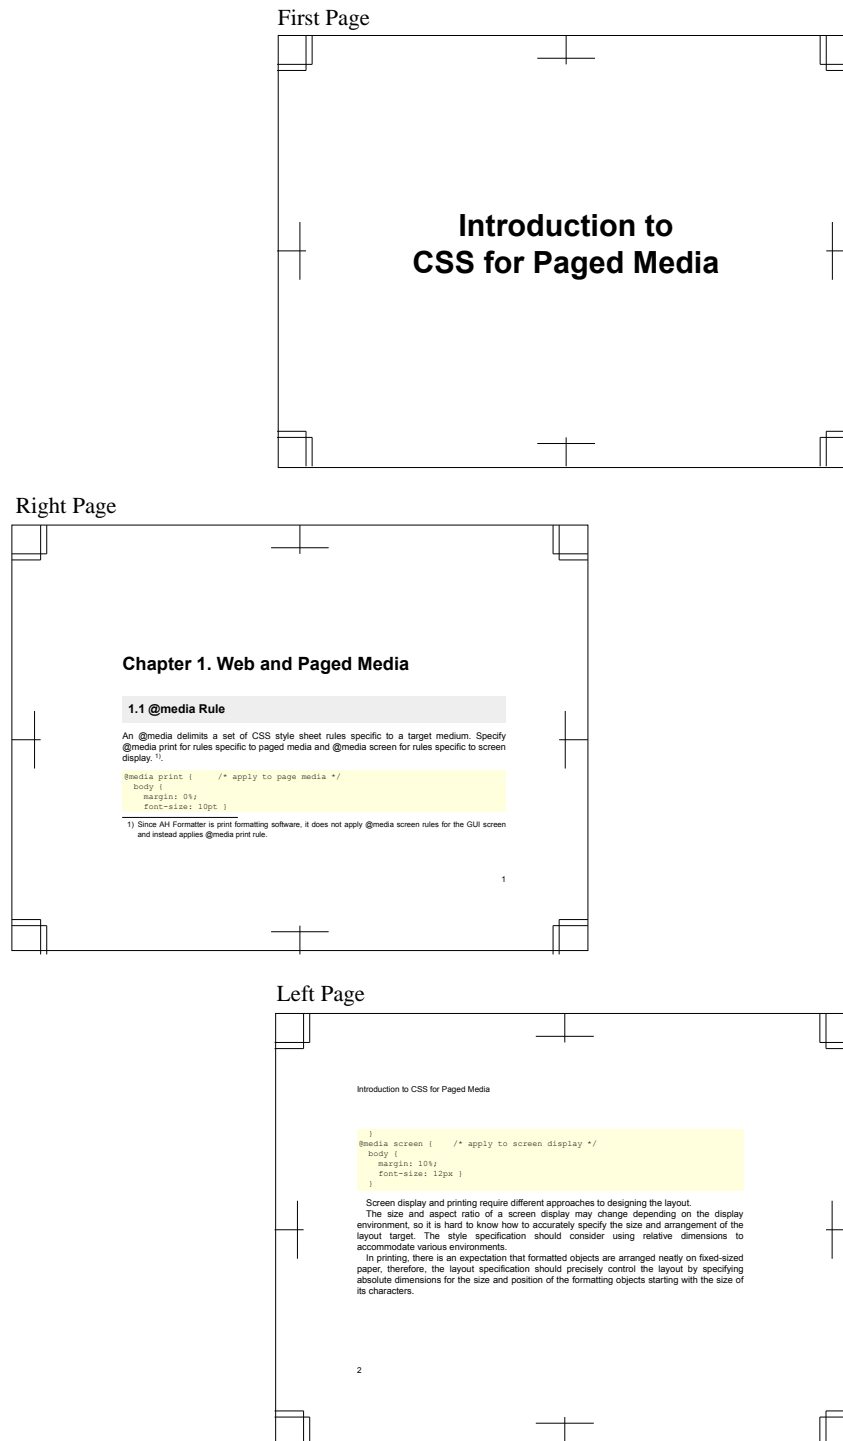 First Page
Introduction to
CSS for Paged Media
Right Page
Chapter 1. Web and Paged Media
1.1 @media Rule
An @media delimits a set of CSS style sheet rules specific to a target medium. Specify
@media print for rules specific to paged media and @media screen for rules specific to screen
display. 1).
@media print {     /* apply to page media */
  body {
    margin: 0%;
    font-size: 10pt }
1) Since AH Formatter is print formatting software, it does not apply @media screen rules for the GUI screen
and instead applies @media print rule.
1
Left Page
Introduction to CSS for Paged Media
  }
@media screen {    /* apply to screen display */
  body {
    margin: 10%;
    font-size: 12px }
  }
Screen display and printing require different approaches to designing the layout.
The size and aspect ratio of a screen display may change depending on the display
environment, so it is hard to know how to accurately specify the size and arrangement of the
layout target. The style specification should consider using relative dimensions to
accommodate various environments.
In printing, there is an expectation that formatted objects are arranged neatly on fixed-sized
paper, therefore, the layout specification should precisely control the layout by specifying
absolute dimensions for the size and position of the formatting objects starting with the size of
its characters.
2